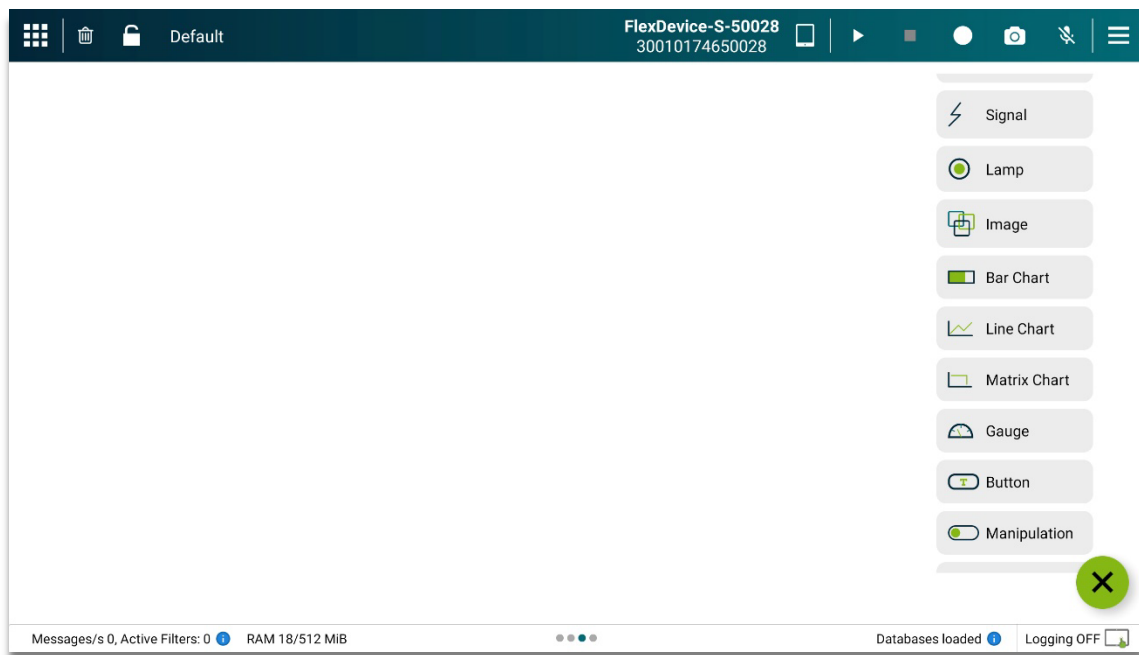 Default
FlexDevice-S-50028
30010174650028
Signal
Lamp
Image
Bar Chart
Line Chart
Matrix Chart
Gauge
T Button
Manipulation
Messages/s 0, Active Filters: 0 i RAM 18/512 MiB
Databases loaded i Logging OFF